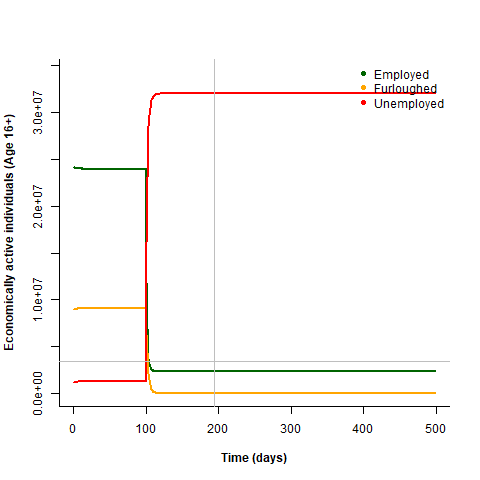 Employed
Furloughed
Unemployed
Economically active individuals (Age 16+)
3.0e+07
2.0e+07
1.0e+07
0.0e+00
0 100 200 300 400 500
Time (days)